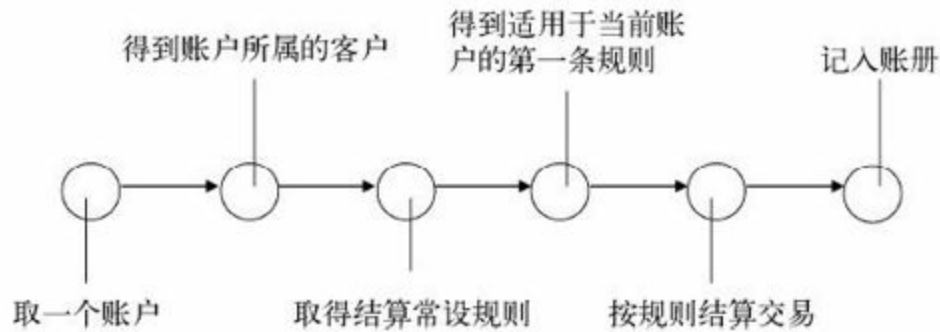 得到账户所属的客户
得到适用于当前账
户的第一条规则
记入账册
取一个账户
取得结算常设规则
按规则结算交易